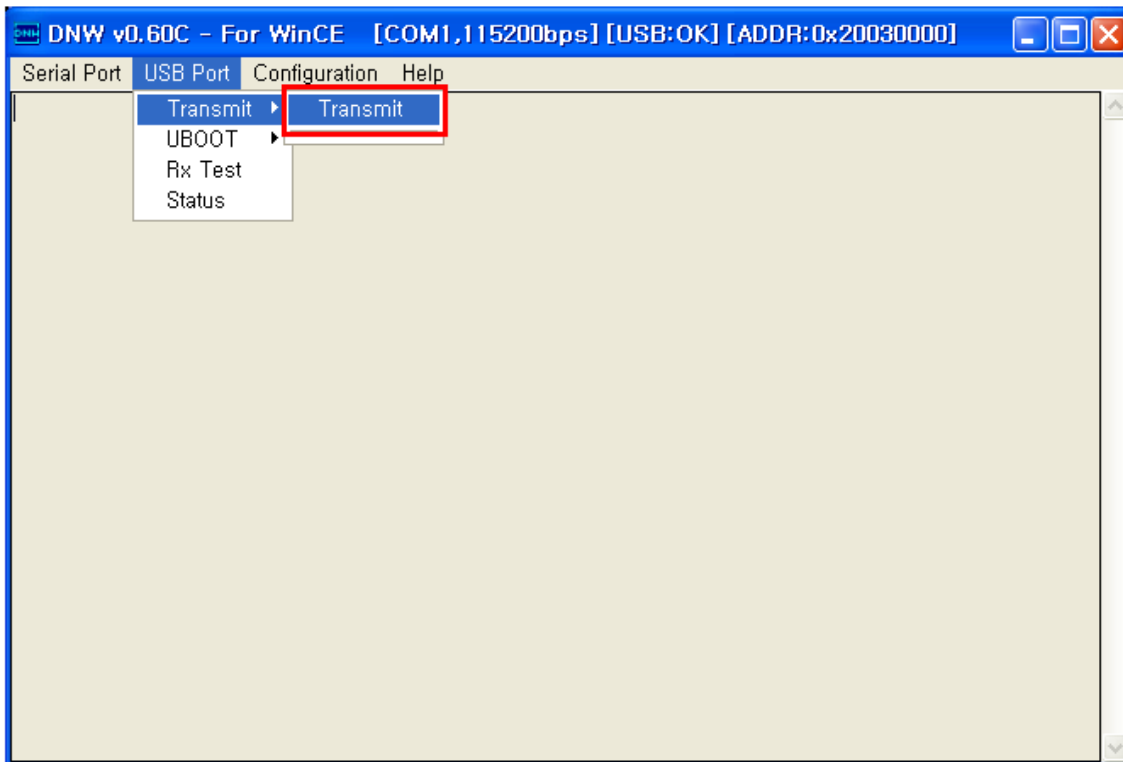 DNW v0.60C - For WinCE [COM1,115200bps] [USB:OK] [ADDR:0x20030000]
Serial Port USB Port Configuration Help
Transmit Transmit
UBOOT
Rx Test
Status